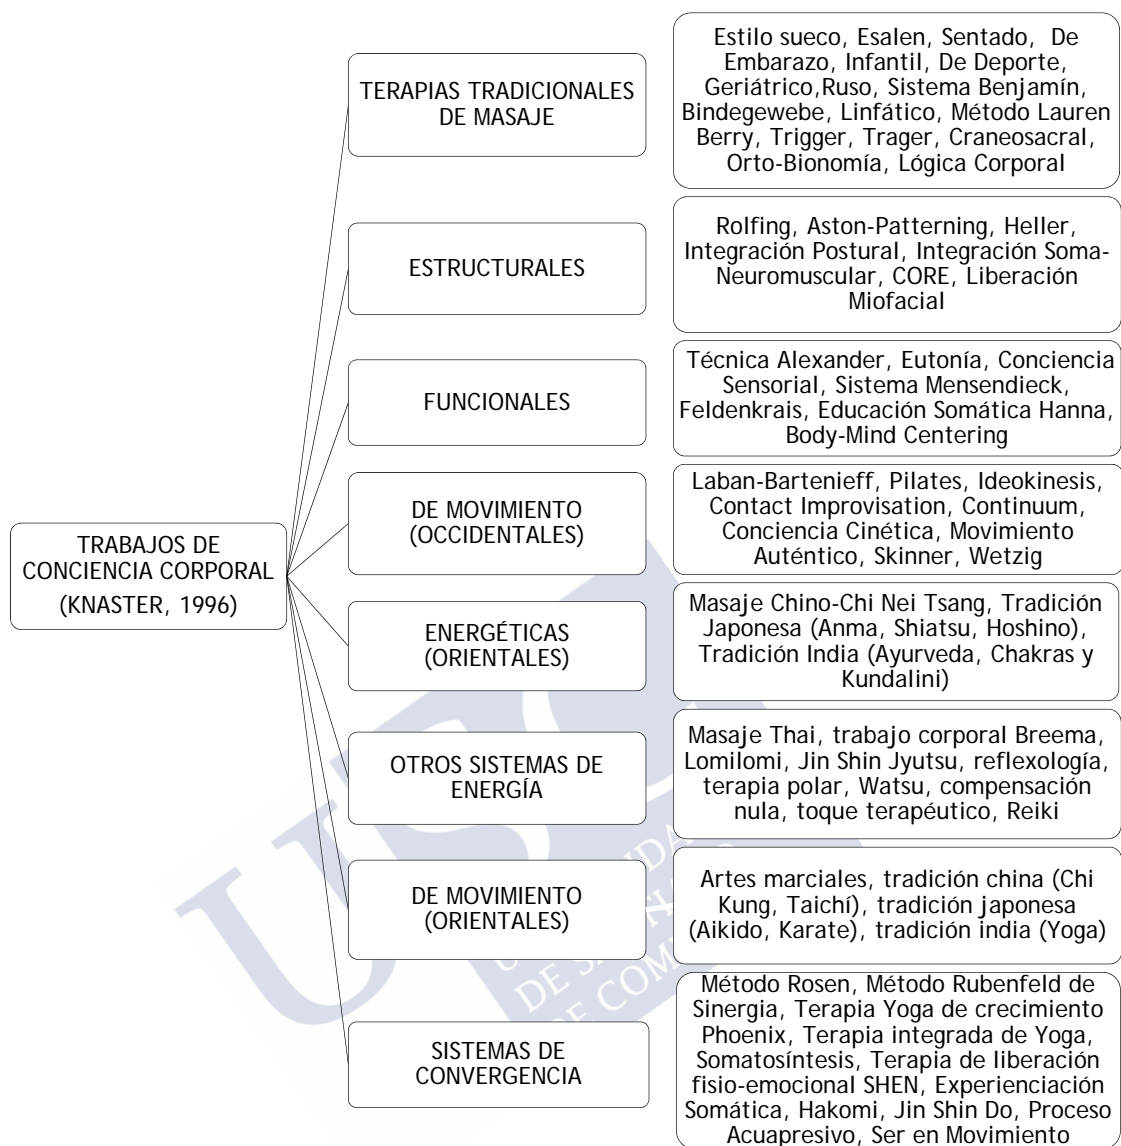 TRABAJOS DE
CONCIENCIA CORPORAL
(KNASTER, 1996)
TERAPIAS TRADICIONALES
DE MASAJE
Estilo sueco, Esalen, Sentado, De
Embarazo, Infantil, De Deporte,
Geriátrico,Ruso, Sistema Benjamín,
Bindegewebe, Linfático, Método Lauren
Berry, Trigger, Trager, Craneosacral,
Orto-Bionomía, Lógica Corporal
ESTRUCTURALES
Rolfing, Aston-Patterning, Heller,
Integración Postural, Integración Soma-
Neuromuscular, CORE, Liberación
Miofacial
FUNCIONALES
Técnica Alexander, Eutonía, Conciencia
Sensorial, Sistema Mensendieck,
Feldenkrais, Educación Somática Hanna,
Body-Mind Centering
DE MOVIMIENTO
(OCCIDENTALES)
Laban-Bartenieff, Pilates, Ideokinesis,
Contact Improvisation, Continuum,
Conciencia Cinética, Movimiento
Auténtico, Skinner, Wetzig
ENERGÉTICAS
(ORIENTALES)
Masaje Chino-Chi Nei Tsang, Tradición
Japonesa (Anma, Shiatsu, Hoshino),
Tradición India (Ayurveda, Chakras y
Kundalini)
OTROS SISTEMAS DE
ENERGÍA
Masaje Thai, trabajo corporal Breema,
Lomilomi, Jin Shin Jyutsu, reflexología,
terapia polar, Watsu, compensación
nula, toque terapéutico, Reiki
DE MOVIMIENTO
(ORIENTALES)
Artes marciales, tradición china (Chi
Kung, Taichí), tradición japonesa
(Aikido, Karate), tradición india (Yoga)
SISTEMAS DE
CONVERGENCIA
Método Rosen, Método Rubenfeld de
Sinergia, Terapia Yoga de crecimiento
Phoenix, Terapia integrada de Yoga,
Somatosíntesis, Terapia de liberación
fisio-emocional SHEN, Experienciación
Somática, Hakomi, Jin Shin Do, Proceso
Acuapresivo, Ser en Movimiento
USC